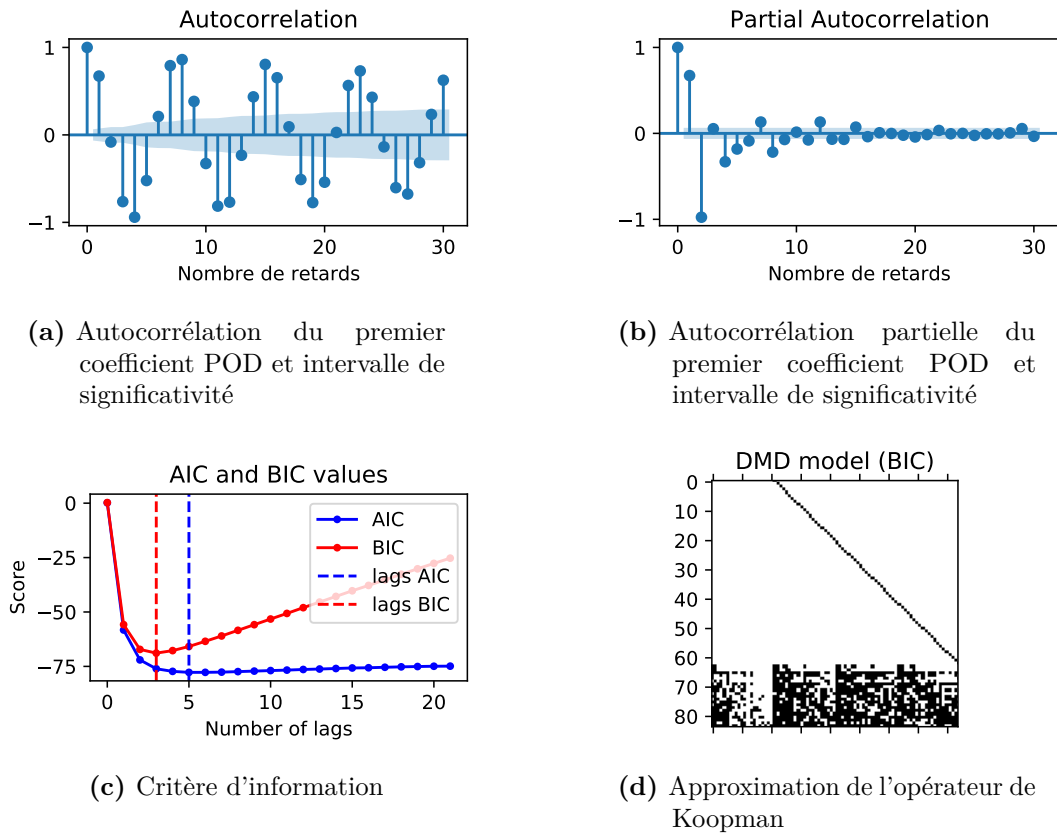 Autocorrelation
1
0
−1
0
10
20
30
Nombre de retards
(a) Autocorrélation du premier
coefficient POD et intervalle de
significativité
Partial Autocorrelation
1
0
−1
0
10
20
30
Nombre de retards
(b) Autocorrélation partielle du
premier coefficient POD et
intervalle de significativité
AIC and BIC values
0
−25
−50
−75
Score
0
5
10
15
20
Number of lags
AIC
BIC
lags AIC
lags BIC
(c) Critère d'information
DMD model (BIC)
0
10
20
30
40
50
60
70
80
(d) Approximation de l'opérateur de
Koopman